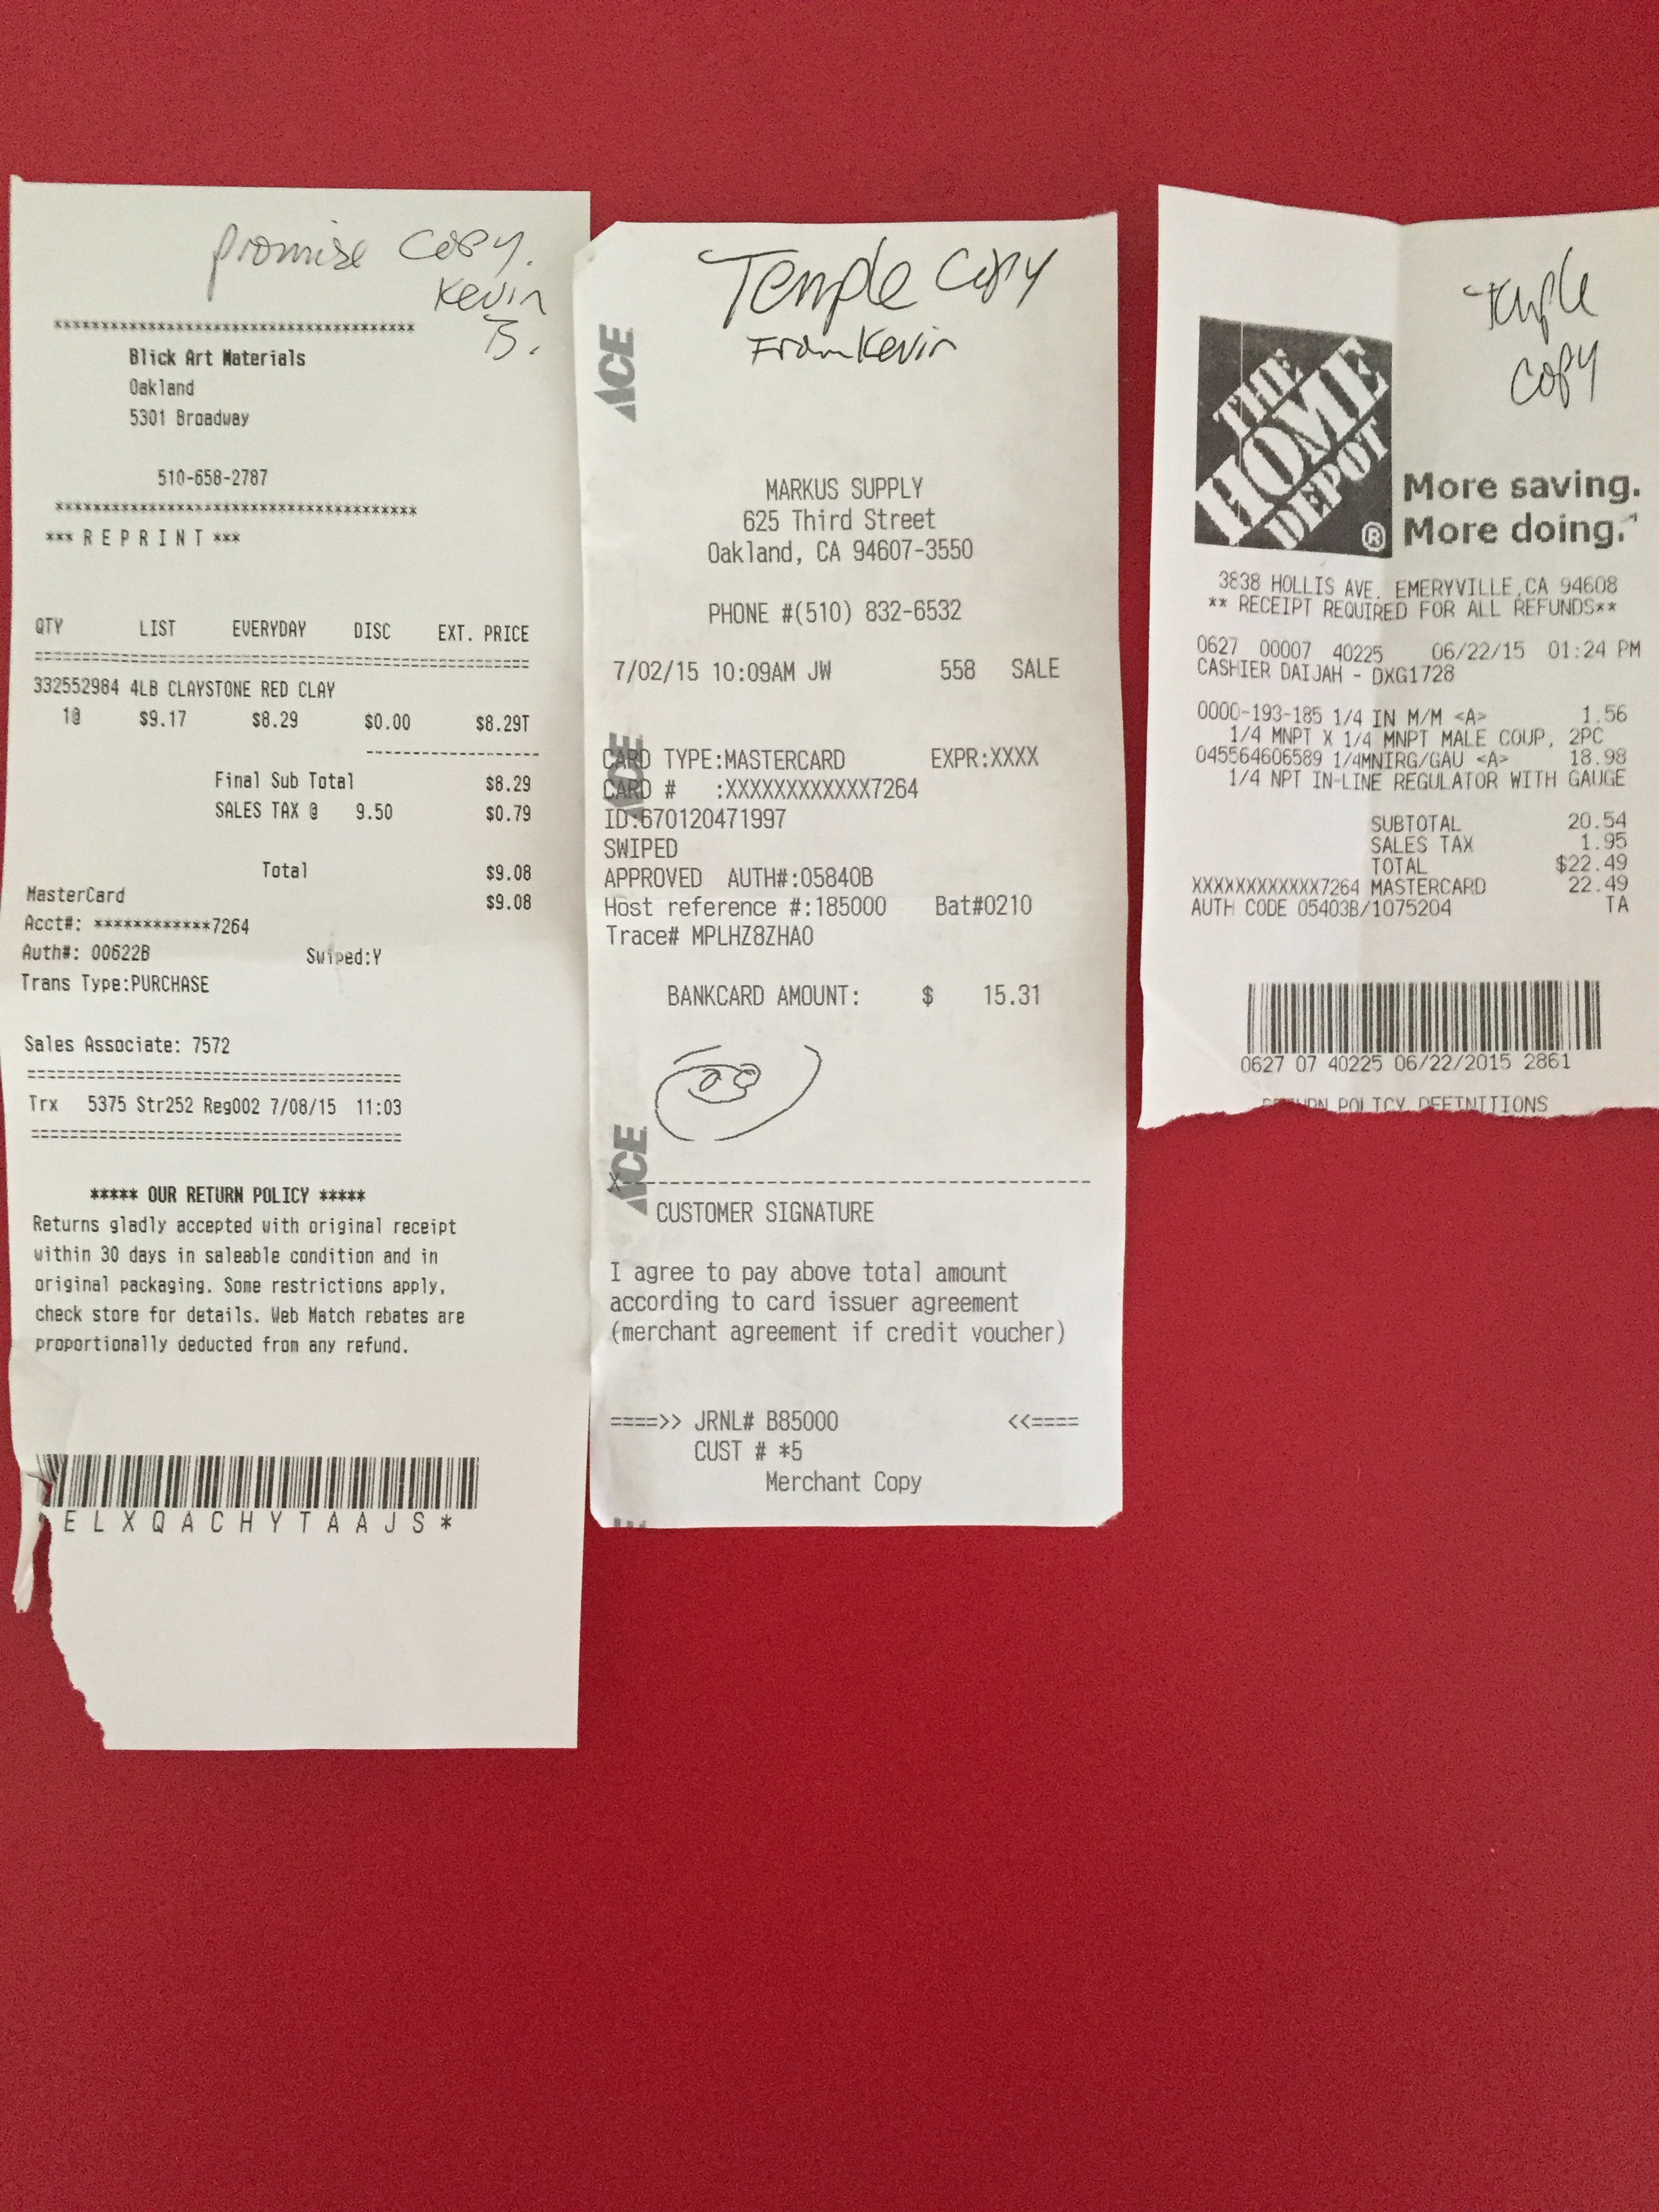 Promise Copy.
Kevin
B.
****************************************
Blick Art Materials
Oakland
5301 Broadway
510-658-2787
****************************************
*** R E P R I N T ***
QTY LIST EVERYDAY DISC EXT. PRICE
==================================================
332552984 4LB CLAYSTONE RED CLAY
1@ $9.17 $8.29 $0.00 $8.29T
------------------
Final Sub Total $8.29
SALES TAX @ 9.50 $0.79
Total $9.08
MasterCard $9.08
Acct#: ************7264
Auth#: 00622B Swiped:Y
Trans Type:PURCHASE
Sales Associate: 7572
========================================
Trx 5375 Str252 Reg002 7/08/15 11:03
========================================
***** OUR RETURN POLICY *****
Returns gladly accepted with original receipt
within 30 days in saleable condition and in
original packaging. Some restrictions apply,
check store for details. Web Match rebates are
proportionally deducted from any refund.
E L X Q A C H Y T A A J S *
Temple Copy
From Kevin
ACE
MARKUS SUPPLY
625 Third Street
Oakland, CA 94607-3550
PHONE #(510) 832-6532
7/02/15 10:09AM JW 558 SALE
ACE
CARD TYPE:MASTERCARD EXPR:XXXX
CARD # :XXXXXXXXXXXX7264
ID:670120471997
SWIPED
APPROVED AUTH#:05840B
Host reference #:185000 Bat#0210
Trace# MPLHZ8ZHAO
BANKCARD AMOUNT: $ 15.31
ACE
X---------------------------------------
CUSTOMER SIGNATURE
I agree to pay above total amount
according to card issuer agreement
(merchant agreement if credit voucher)
====>> JRNL# B85000 <<====
CUST # *5
Merchant Copy
Temple
Copy
THE
HOME
DEPOT®
More saving.
More doing.
3838 HOLLIS AVE. EMERYVILLE,CA 94608
** RECEIPT REQUIRED FOR ALL REFUNDS**
0627 00007 40225 06/22/15 01:24 PM
CASHIER DAIJAH - DXG1728
0000-193-185 1/4 IN M/M <A> 1.56
1/4 MNPT X 1/4 MNPT MALE COUP, 2PC
045564606589 1/4MNIRG/GAU <A> 18.98
1/4 NPT IN-LINE REGULATOR WITH GAUGE
SUBTOTAL 20.54
SALES TAX 1.95
TOTAL $22.49
XXXXXXXXXXXX7264 MASTERCARD 22.49
AUTH CODE 05403B/1075204 TA
0627 07 40225 06/22/2015 2861
RETURN POLICY DEFINITIONS